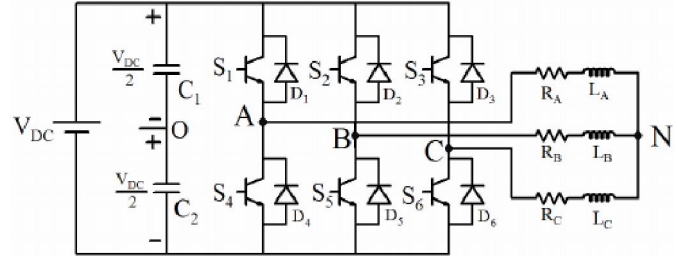 +
V_DC/2
C₁
S₁
D₁
S₂
D₂
S₃
D₃
R_A
L_A
A
V_DC
−
+
O
B
R_B
L_B
N
C
V_DC/2
C₂
S₄
D₄
S₅
D₅
S₆
D₆
R_C
L_C
−